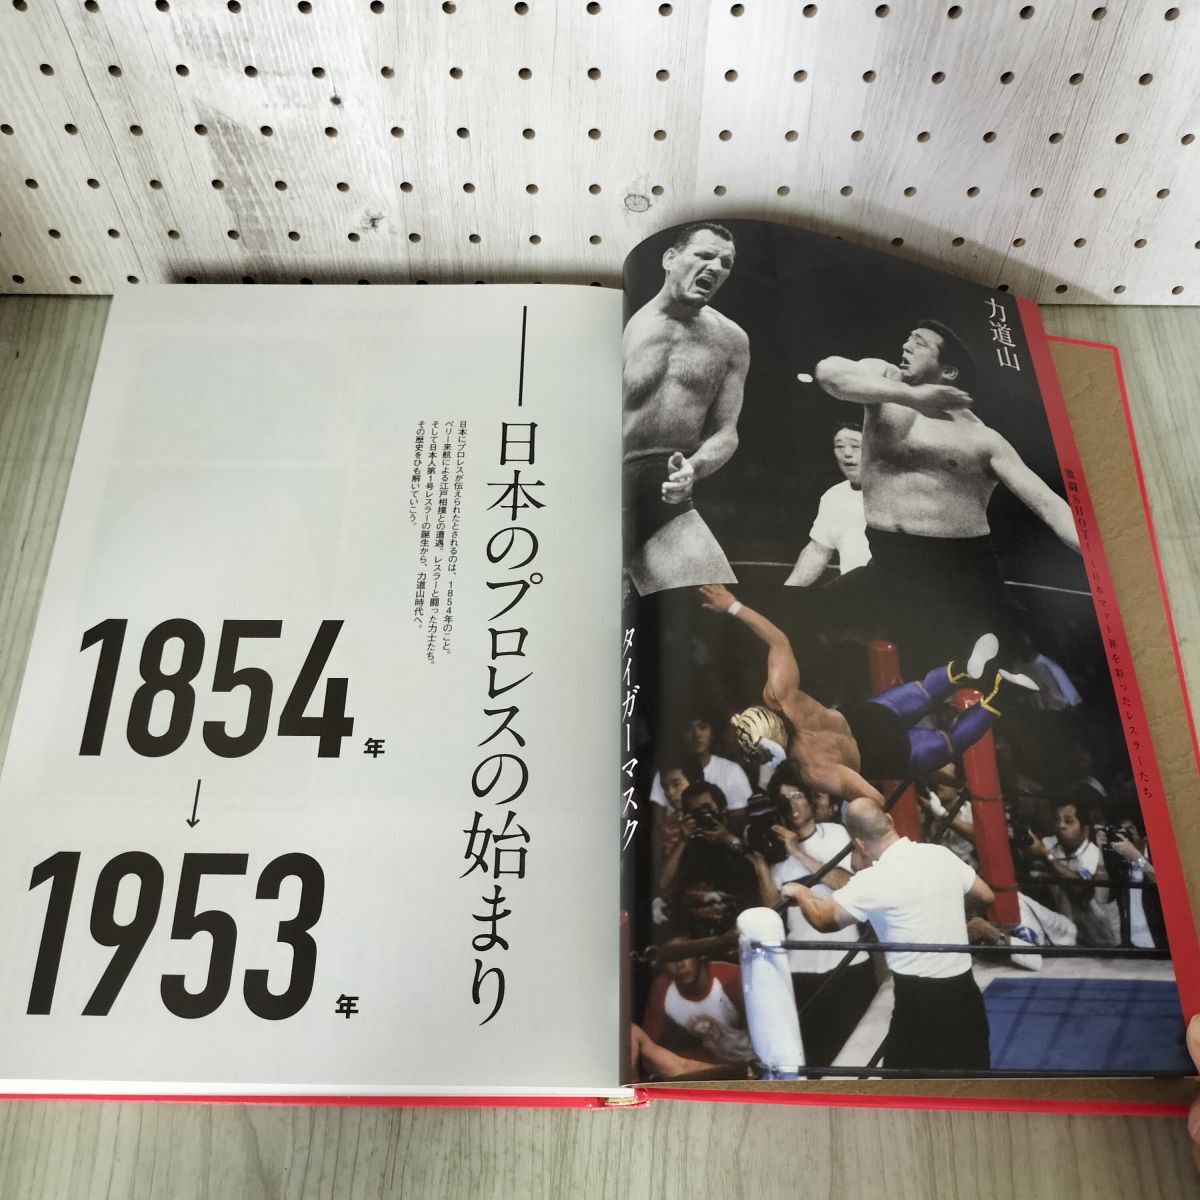 日本のプロレスの始まり
日本にプロレスが伝えられたとされるのは、1854年のこと。
ペリー来航による江戸相撲との遭遇。レスラーと闘った力士たち。
そして日本人第1号レスラーの誕生から、力道山時代へ。
その歴史をひも解いていこう。
1854年
↓
1953年
激闘SHOT!〜日本マット界を彩ったレスラーたち
力道山
タイガーマスク